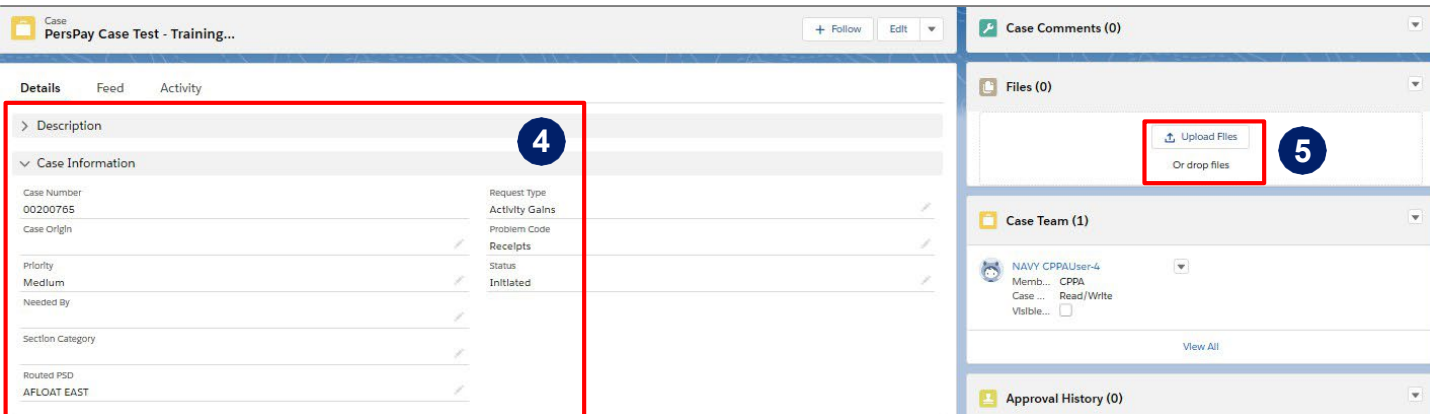 Case
PersPay Case Test - Training...
+ Follow
Edit
Details Feed Activity
Description
4
Case Information
Case Number
00200765
Case Origin
Priority
Medium
Needed By
Section Category
Routed PSD
AFLOAT EAST
Request Type
Activity Gains
Problem Code
Receipts
Status
Initiated
Case Comments (0)
Files (0)
Upload Files
Or drop files
5
Case Team (1)
NAVY CPPAUser-4
Memb... CPPA
Case ... Read/Write
Visible...
View All
Approval History (0)